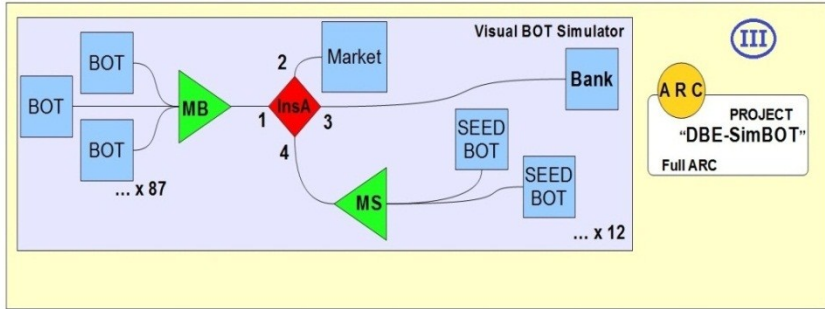 Visual BOT Simulator
III
BOT
2
Market
BOT
MB
InsA
1
3
Bank
BOT
4
SEED
BOT
SEED
BOT
MS
... x 87
... x 12
A R C
PROJECT
“DBE-SimBOT”
Full ARC